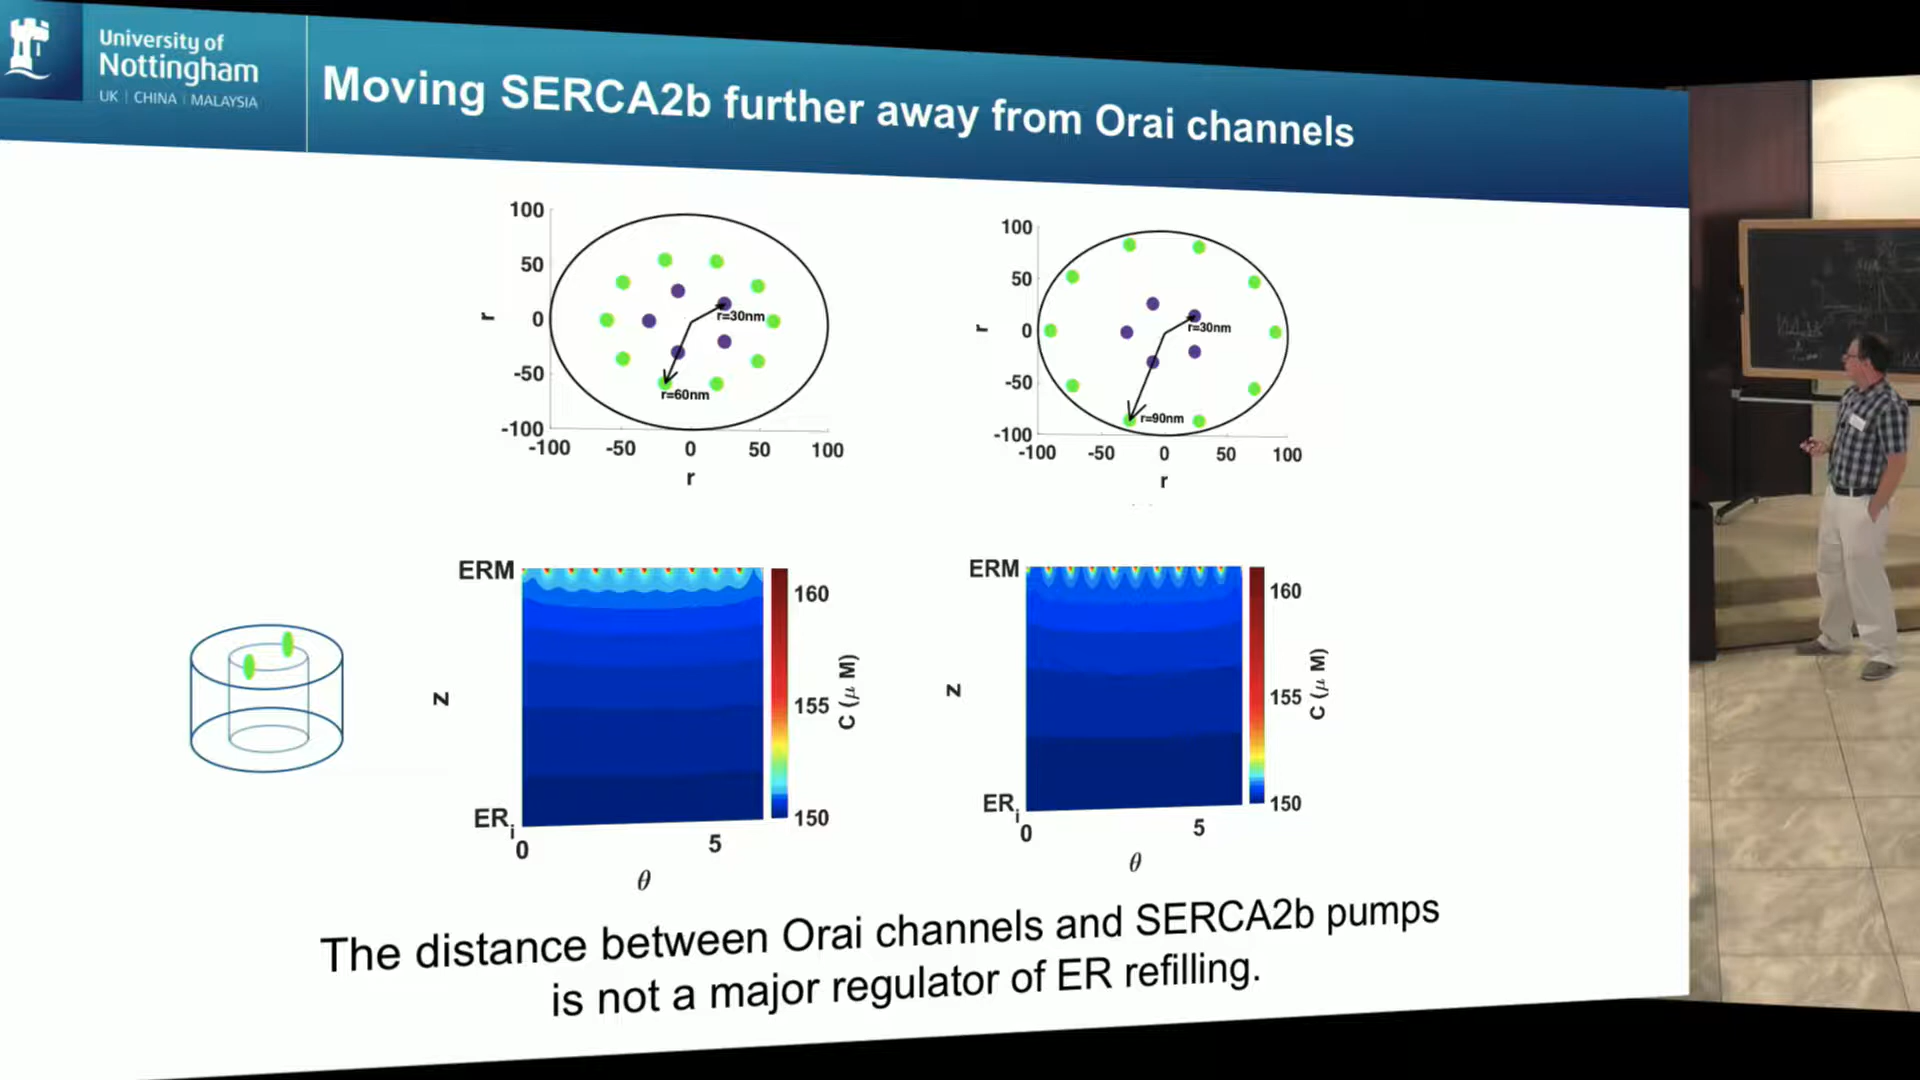 University of
Nottingham
UK | CHINA | MALAYSIA
Moving SERCA2b further away from Orai channels
100
50
0
-50
-100
r
r=30nm
r=60nm
-100 -50 0 50 100
r
100
50
0
-50
-100
r
r=30nm
r=90nm
-100 -50 0 50 100
r
ERM
z
ERi
0 5
θ
160
155
150
C (μ M)
ERM
z
ERi
0 5
θ
160
155
150
C (μ M)
The distance between Orai channels and SERCA2b pumps
is not a major regulator of ER refilling.